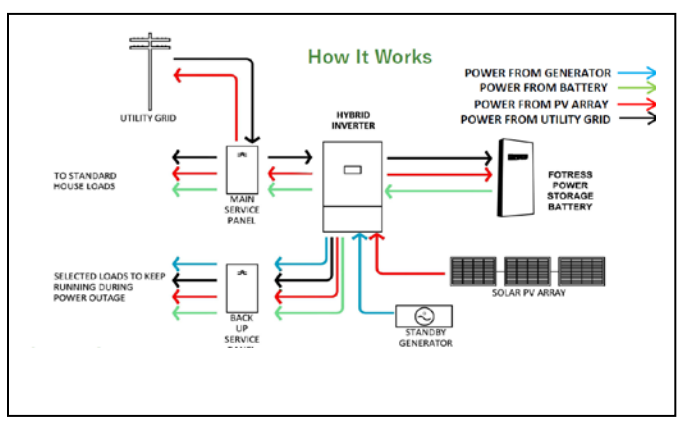 How It Works
POWER FROM GENERATOR
POWER FROM BATTERY
POWER FROM PV ARRAY
POWER FROM UTILITY GRID
UTILITY GRID
HYBRID
INVERTER
TO STANDARD
HOUSE LOADS
MAIN
SERVICE
PANEL
FOTRESS
POWER
STORAGE
BATTERY
SELECTED LOADS TO KEEP
RUNNING DURING
POWER OUTAGE
BACK
UP
SERVICE
SOLAR PV ARRAY
STANDBY
GENERATOR